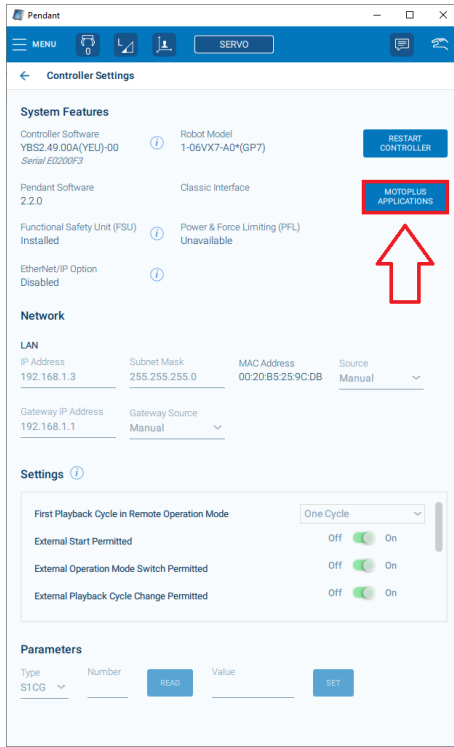 Pendant
MENU
0
SERVO
Controller Settings
System Features
Controller Software
YBS2.49.00A(YEU)-00
Serial E0200F3
Robot Model
1-06VX7-A0*(GP7)
RESTART
CONTROLLER
Pendant Software
2.2.0
Classic Interface
MOTOPLUS
APPLICATIONS
Functional Safety Unit (FSU)
Installed
Power & Force Limiting (PFL)
Unavailable
EtherNet/IP Option
Disabled
Network
LAN
IP Address
192.168.1.3
Subnet Mask
255.255.255.0
MAC Address
00:20:B5:25:9C:DB
Source
Manual
Gateway IP Address
192.168.1.1
Gateway Source
Manual
Settings
First Playback Cycle in Remote Operation Mode
One Cycle
External Start Permitted
Off On
External Operation Mode Switch Permitted
Off On
External Playback Cycle Change Permitted
Off On
Parameters
Type
S1CG
Number
READ
Value
SET